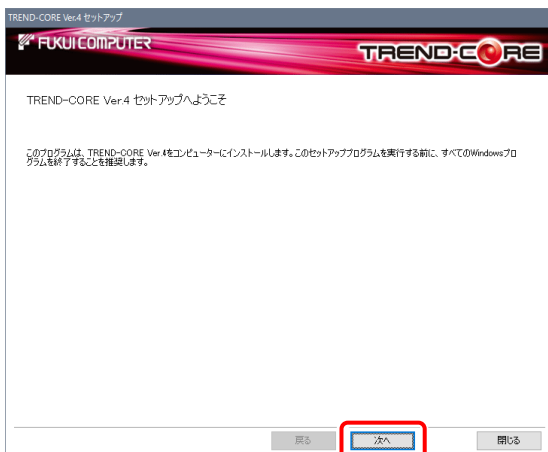 TREND-CORE Ver.4 セットアップ
FUKUI COMPUTER
TREND-CORE
TREND-CORE Ver.4 セットアップへようこそ
このプログラムは、TREND-CORE Ver.4をコンピューターにインストールします。このセットアッププログラムを実行する前に、すべてのWindowsプロ
グラムを終了することを推奨します。
戻る 次へ 閉じる